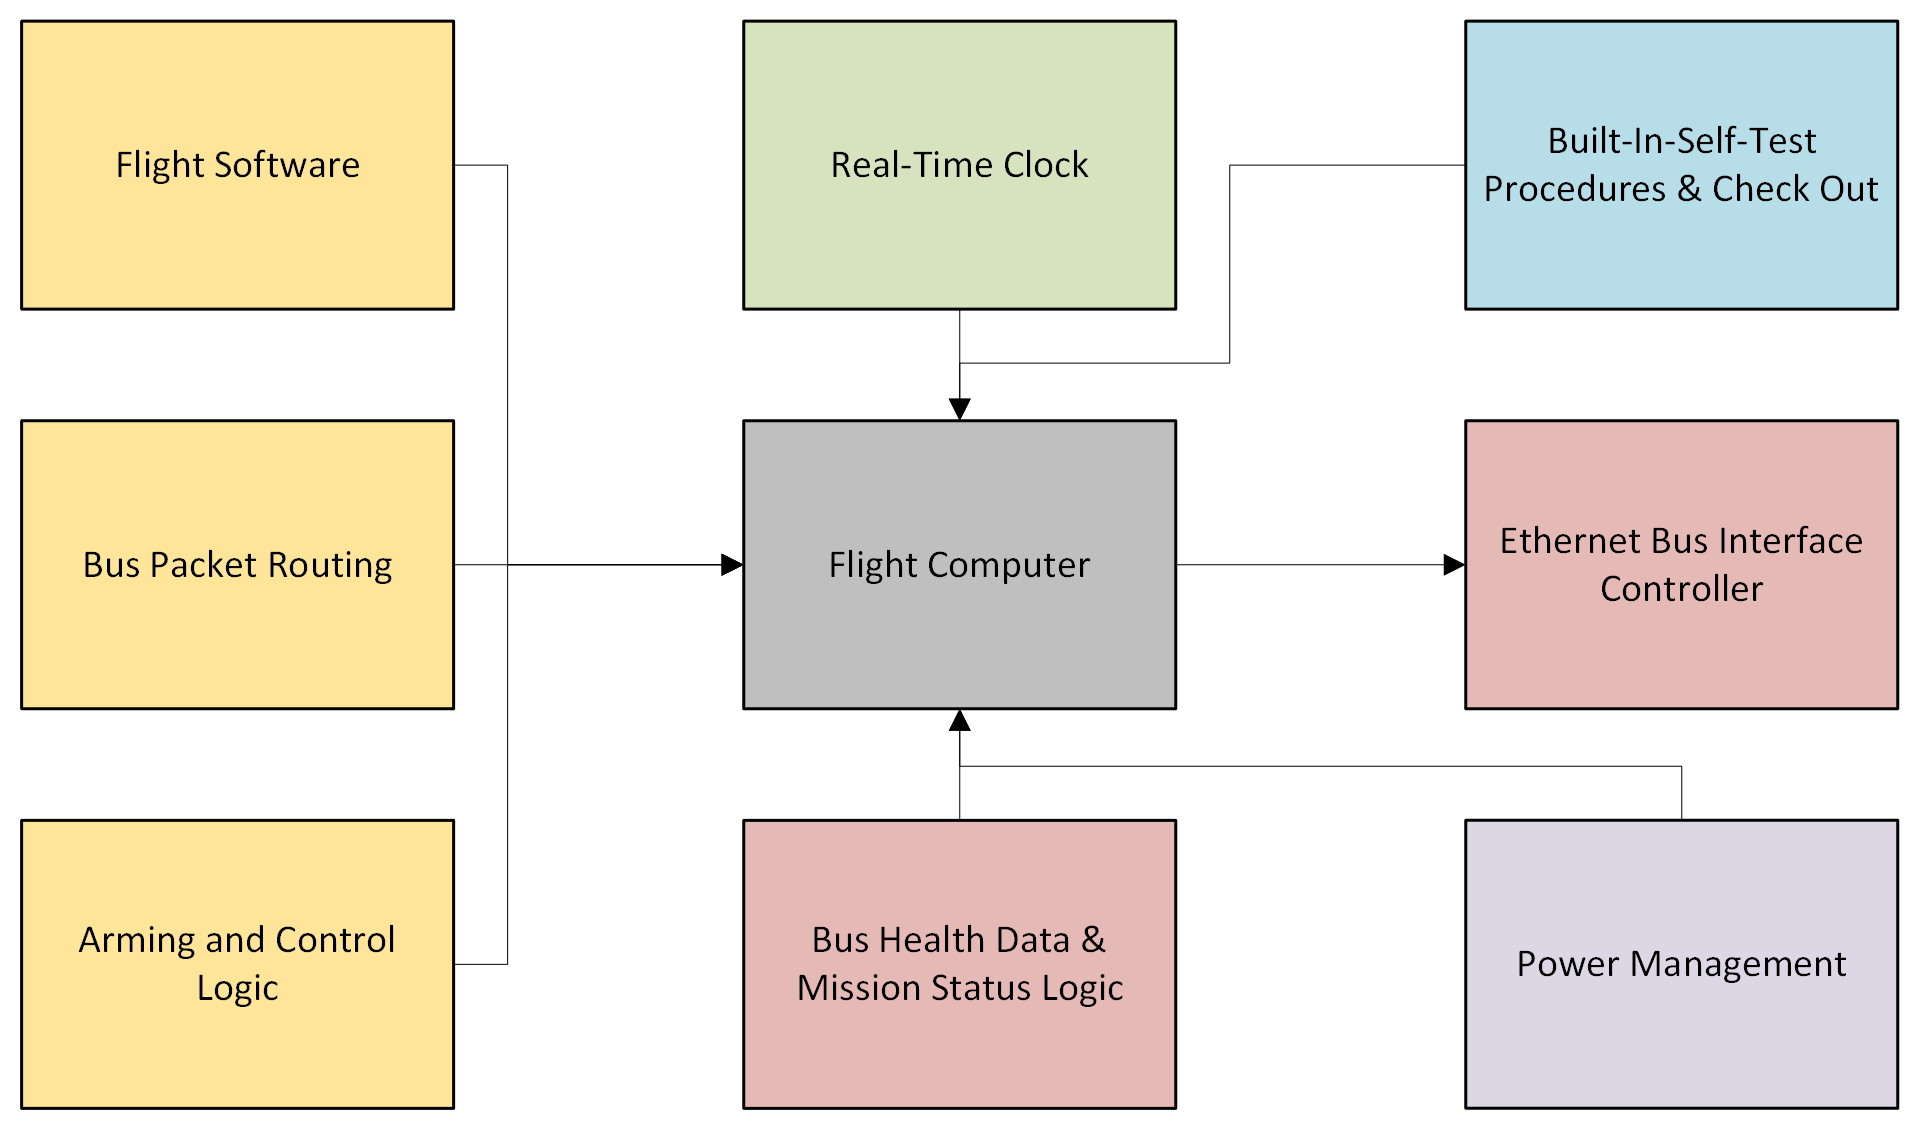 Flight Software
Real-Time Clock
Built-In-Self-Test
Procedures & Check Out
Bus Packet Routing
Flight Computer
Ethernet Bus Interface
Controller
Arming and Control
Logic
Bus Health Data &
Mission Status Logic
Power Management